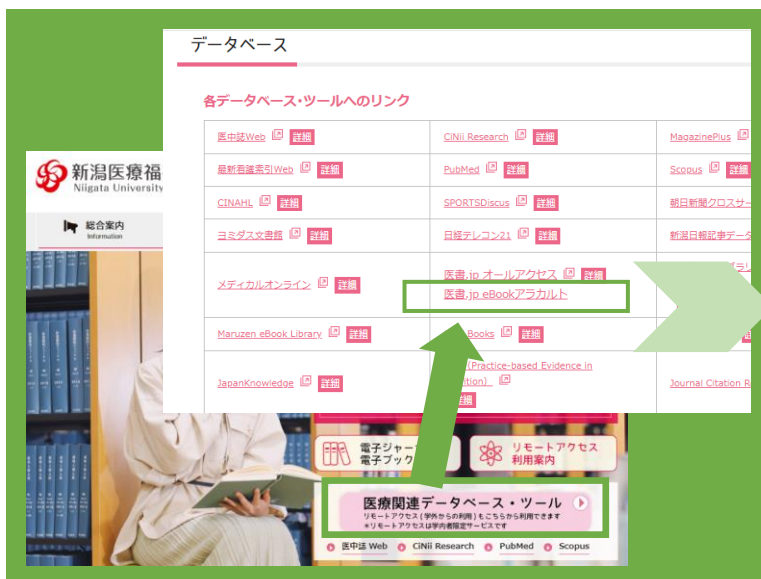 データベース
各データベース・ツールへのリンク
医中誌Web 詳細
CiNii Research 詳細
MagazinePlus
最新看護索引Web 詳細
PubMed 詳細
Scopus 詳細
CINAHL 詳細
SPORTSDiscus 詳細
朝日新聞クロスサー
ヨミダス文書館 詳細
日経テレコン21 詳細
新潟日報記事データ
メディカルオンライン 詳細
医書.jp オールアクセス 詳細
医書.jp eBookアラカルト
Maruzen eBook Library 詳細
Books 詳細
JapanKnowledge 詳細
(Practice-based Evidence in
詳細
Journal Citation R
新潟医療福
Niigata University
総合案内
Information
電子ジャー
電子ブック
リモートアクセス
利用案内
医療関連データベース・ツール
リモートアクセス(学外からの利用)もこちらから利用できます
*リモートアクセスは学内者限定サービスです
医中誌 Web CiNii Research PubMed Scopus